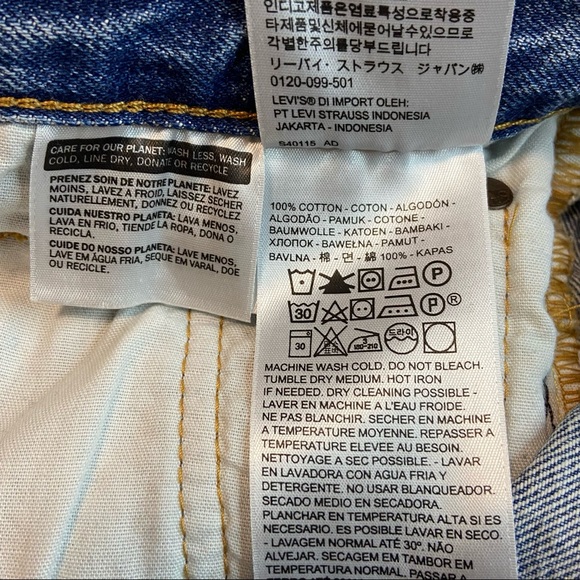 인디고제품은염료특성으로착용중
타제품및신체에묻어날수있으므로
각별한주의를당부드립니다.
リーバイ・ストラウス ジャパン㈱
0120-099-501
LEVI'S® DI IMPORT OLEH:
PT LEVI STRAUSS INDONESIA
JAKARTA - INDONESIA
S40115 AD
CARE FOR OUR PLANET: WASH LESS, WASH
COLD, LINE DRY, DONATE OR RECYCLE
PRENEZ SOIN DE NOTRE PLANETE: LAVEZ
MOINS, LAVEZ À FROID, LAISSEZ SÉCHER
NATURELLEMENT, DONNEZ OU RECYCLEZ
CUIDA NUESTRO PLANETA: LAVA MENOS,
LAVA EN FRIO, TIENDE LA ROPA, DONA O
RECICLA.
CUIDE DO NOSSO PLANETA: LAVE MENOS,
LAVE EM ÁGUA FRIA, SEQUE EM VARAL, DOE
OU RECICLE.
100% COTTON - COTON - ALGODÓN -
ALGODÃO - PAMUK - COTONE -
BAUMWOLLE - KATOEN - BAMBAKI -
ХЛОПОК - BAWEŁNA - PAMUT -
BAVLNA - 棉 - 면 - 綿 100% - KAPAS
P
30 P®
30 180-210 드라이
MACHINE WASH COLD. DO NOT BLEACH.
TUMBLE DRY MEDIUM. HOT IRON
IF NEEDED. DRY CLEANING POSSIBLE -
LAVER EN MACHINE A L'EAU FROIDE.
NE PAS BLANCHIR. SECHER EN MACHINE
A TEMPERATURE MOYENNE. REPASSER A
TEMPERATURE ELEVEE AU BESOIN.
NETTOYAGE A SEC POSSIBLE. - LAVAR
EN LAVADORA CON AGUA FRIA Y
DETERGENTE. NO USAR BLANQUEADOR.
SECADO MEDIO EN SECADORA.
PLANCHAR EN TEMPERATURA ALTA SI ES
NECESARIO. ES POSIBLE LAVAR EN SECO.
- LAVAGEM NORMAL ATÉ 30º. NÃO
ALVEJAR. SECAGEM EM TAMBOR EM
TEMPERATURA NORMAL. PASSAR A